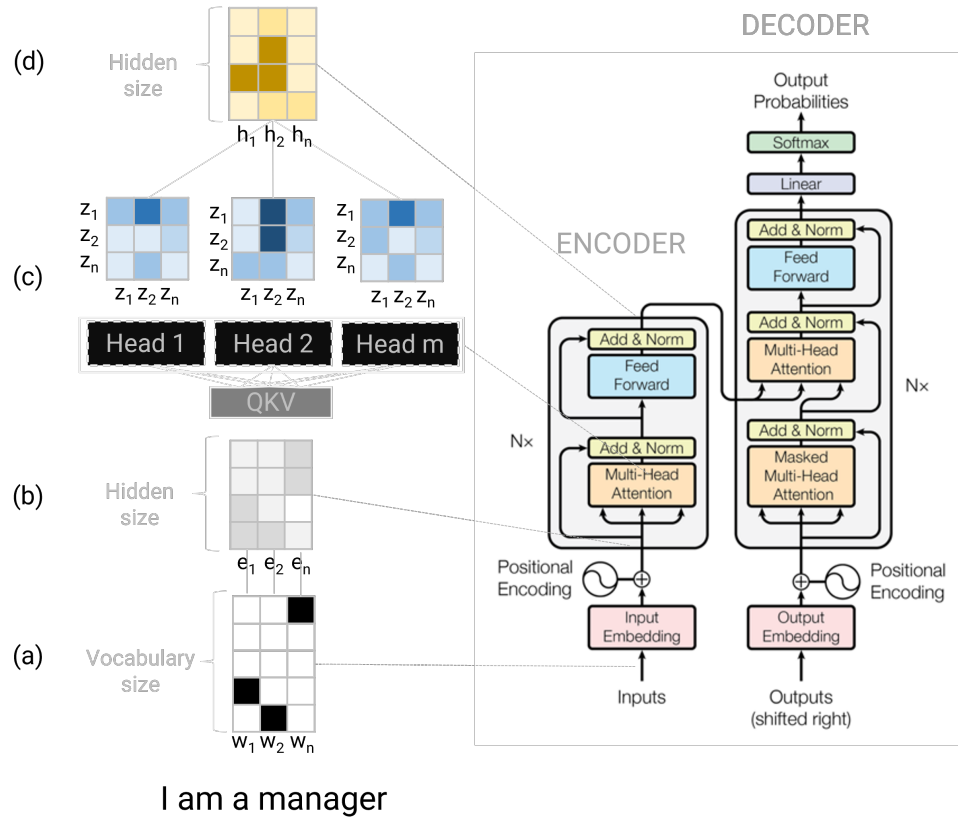 DECODER
(d)
Hidden
size
h1 h2 hn
Output
Probabilities
Softmax
Linear
Add & Norm
Feed
Forward
Add & Norm
Multi-Head
Attention
Nx
Add & Norm
Masked
Multi-Head
Attention
Positional
Encoding
Output
Embedding
Outputs
(shifted right)
ENCODER
Add & Norm
Feed
Forward
Nx
Add & Norm
Multi-Head
Attention
Positional
Encoding
Input
Embedding
Inputs
(c)
z1
z2
zn
z1 z2 zn
z1
z2
zn
z1 z2 zn
z1
z2
zn
z1 z2 zn
Head 1
Head 2
Head m
QKV
(b)
Hidden
size
e1 e2 en
(a)
Vocabulary
size
w1 w2 wn
I am a manager